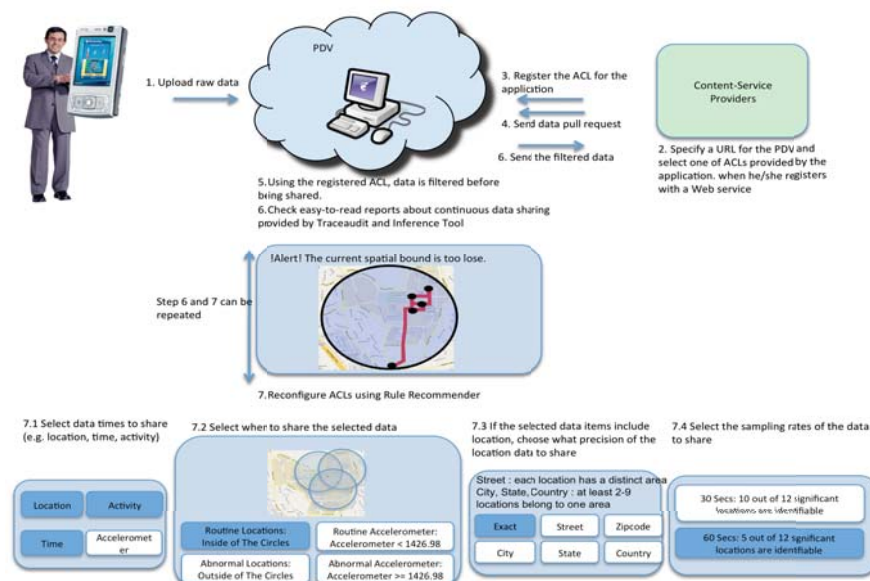 PDV
1. Upload raw data
3. Register the ACL for the
application
4. Send data pull request
6. Send the filtered data
Content-Service
Providers
2. Specify a URL for the PDV and
select one of ACLs provided by the
application. when he/she registers
with a Web service
5.Using the registered ACL, data is filtered before
being shared.
6.Check easy-to-read reports about continuous data sharing
provided by Traceaudit and Inference Tool
!Alert! The current spatial bound is too lose.
Step 6 and 7 can be
repeated
7.Reconfigure ACLs using Rule Recommender
7.1 Select data times to share
(e.g. location, time, activity)
Location
Activity
Time
Acceleromet
er
7.2 Select when to share the selected data
Routine Locations:
Inside of The Circles
Routine Accelerometer:
Accelerometer < 1426.98
Abnormal Locations:
Outside of The Circles
Abnormal Accelerometer:
Accelerometer >= 1426.98
7.3 If the selected data items include
location, choose what precision of the
location data to share
Street : each location has a distinct area
City, State,Country : at least 2-9
locations belong to one area
Exact
Street
Zipcode
City
State
Country
7.4 Select the sampling rates of the data
to share
30 Secs: 10 out of 12 significant
locations are identifiable
60 Secs: 5 out of 12 significant
locations are identifiable